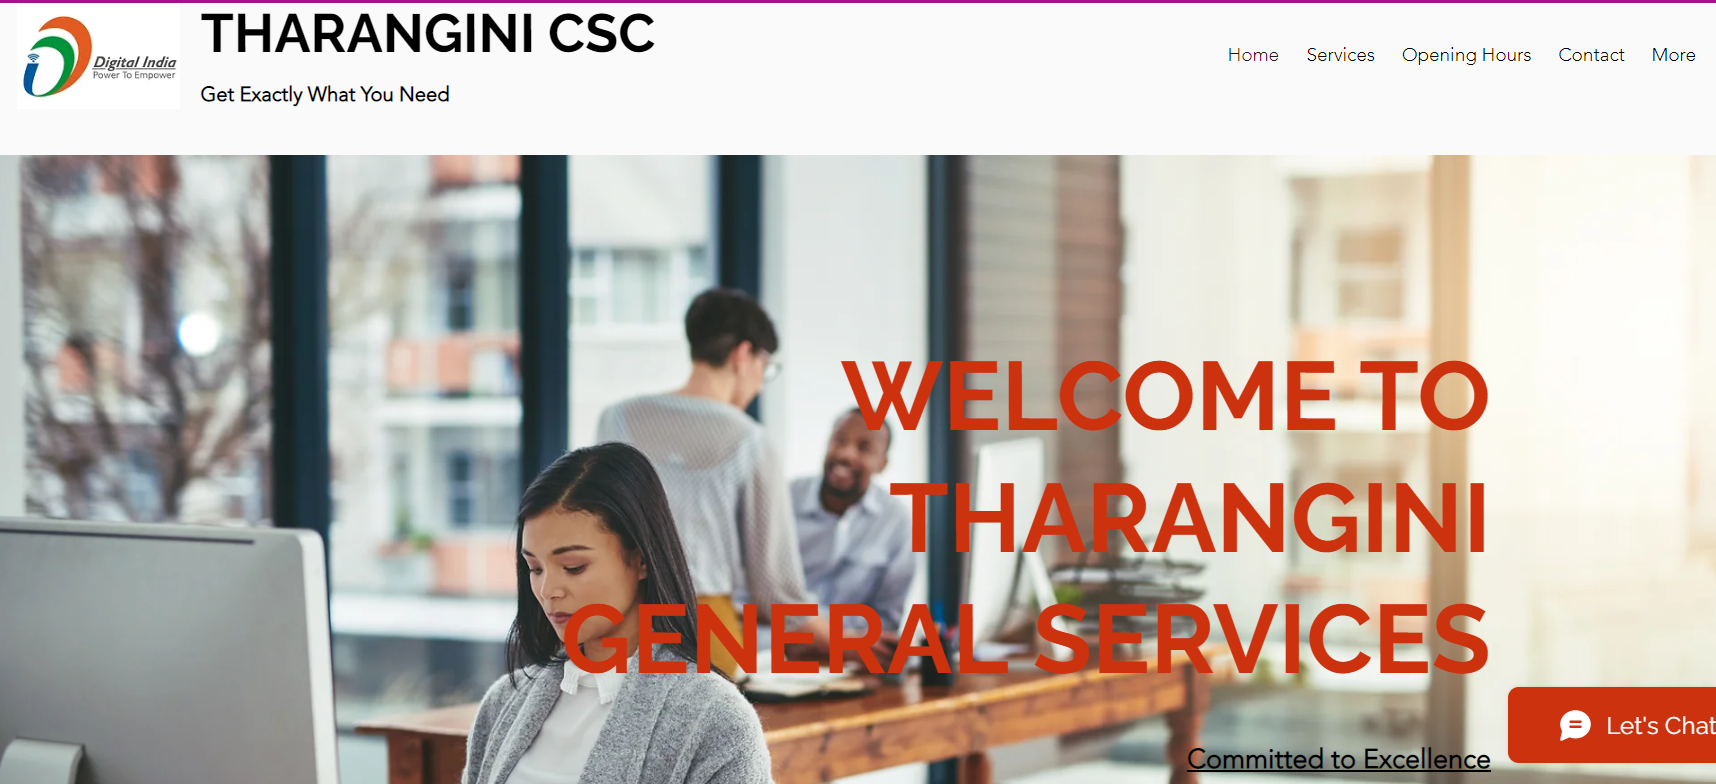 Digital India
Power To Empower
THARANGINI CSC
Get Exactly What You Need
Home Services Opening Hours Contact More
WELCOME TO
THARANGINI
GENERAL SERVICES
Committed to Excellence
Let's Chat